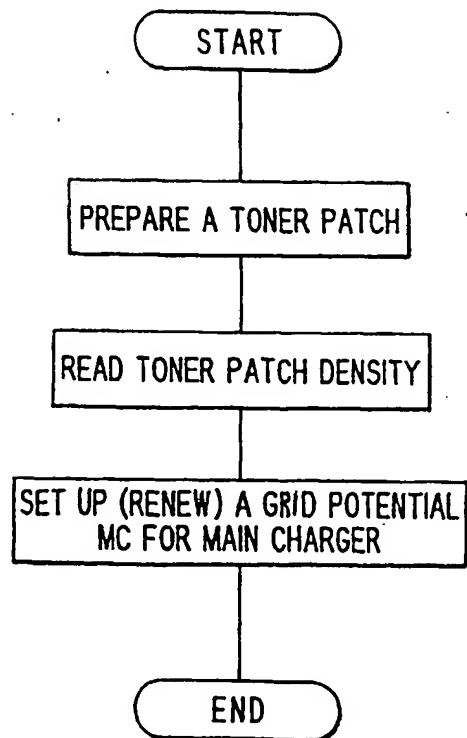 START
PREPARE A TONER PATCH
READ TONER PATCH DENSITY
SET UP (RENEW) A GRID POTENTIAL
MC FOR MAIN CHARGER
END